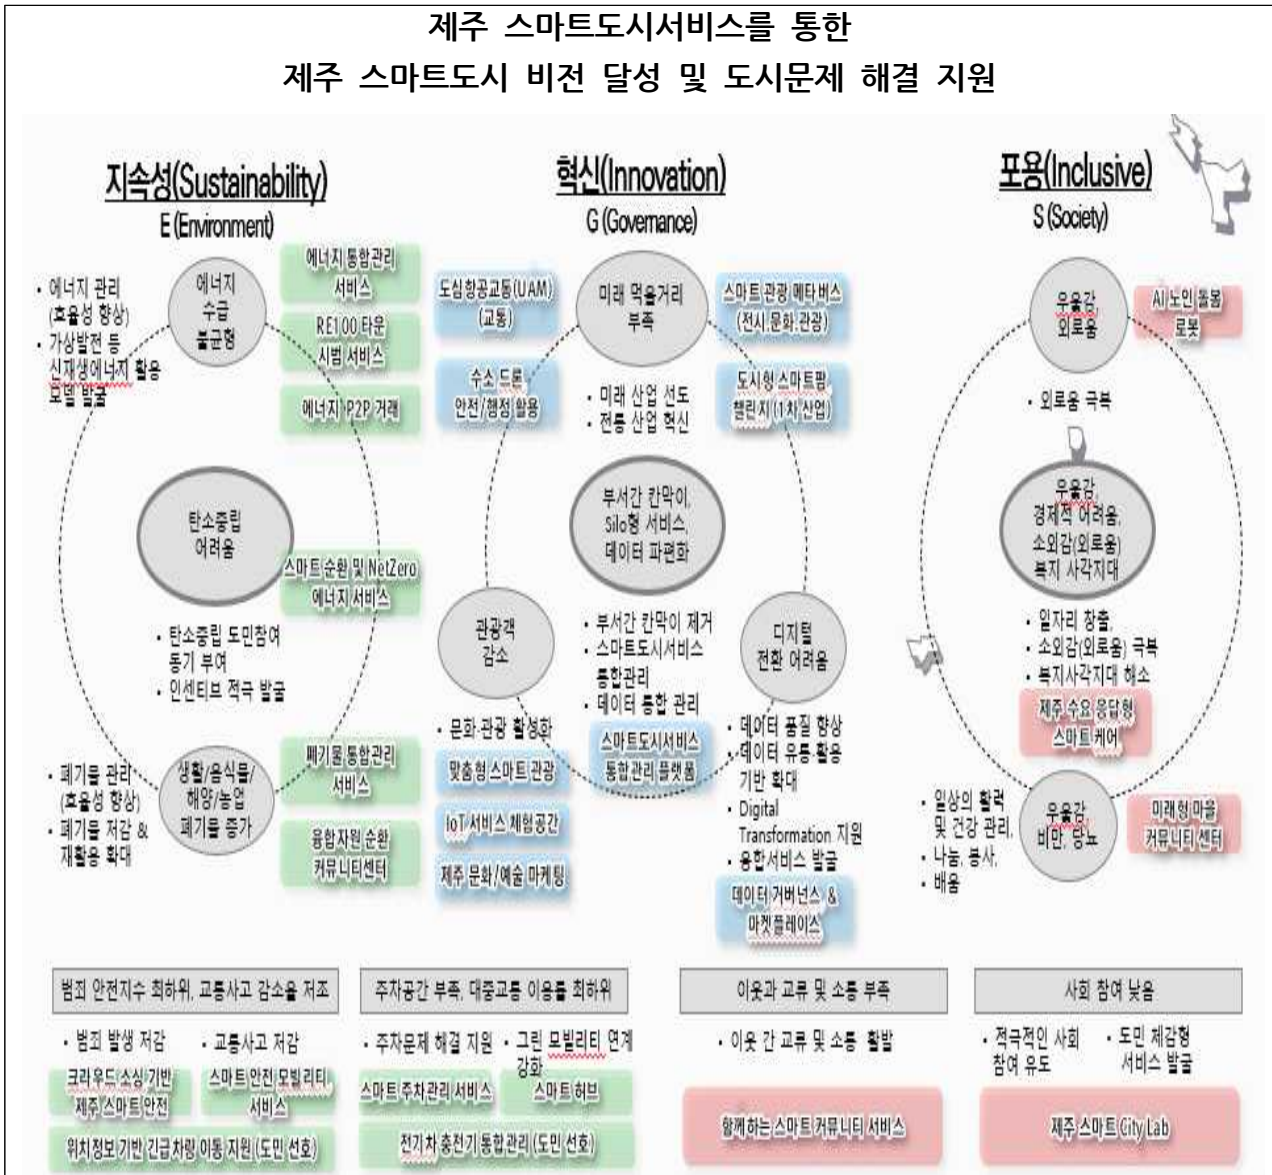 제주 스마트도시서비스를 통한
제주 스마트도시 비전 달성 및 도시문제 해결 지원
지속성(Sustainability)
E (Environment)
에너지
수급
불균형
• 에너지 관리
(효율성 향상)
• 가상발전 등
신재생에너지 활용
모델 발굴
에너지 통합관리
서비스
RE100 타운
시범 서비스
에너지 P2P 거래
탄소중립
어려움
스마트 순환 및 NetZero
에너지 서비스
• 탄소중립 도민참여
동기 부여
• 인센티브 적극 발굴
• 폐기물 관리
(효율성 향상)
• 폐기물 저감 &
재활용 확대
생활/음식물/
해양/농업
폐기물 증가
폐기물 통합관리
서비스
융합자원 순환
커뮤니티센터
혁신(Innovation)
G (Governance)
도심항공교통(UAM)
(교통)
수소 드론
안전/행정 활용
미래 먹을거리
부족
• 미래 산업 선도
• 전통 산업 혁신
스마트 관광 메타버스
(전시 문화 관광)
도시형 스마트팜
챌린지 (1차 산업)
부서간 칸막이,
Silo형 서비스,
데이터 파편화
• 부서간 칸막이 제거
• 스마트도시서비스
통합관리
• 데이터 통합 관리
스마트도시서비스
통합관리 플랫폼
관광객
감소
• 문화·관광 활성화
맞춤형 스마트 관광
IoT 서비스 체험공간
제주 문화/예술 마케팅
디지털
전환 어려움
• 데이터 품질 향상
• 데이터 유통·활용
기반 확대
• Digital
Transformation 지원
• 융합서비스 발굴
데이터 거버넌스 &
마켓플레이스
포용(Inclusive)
S (Society)
우울감,
외로움
AI 노인 돌봄
로봇
• 외로움 극복
우울감,
경제적 어려움,
소외감(외로움)
복지 사각지대
• 일자리 창출,
• 소외감(외로움) 극복
• 복지사각지대 해소
제주 수요 응답형
스마트 케어
• 일상의 활력
및 건강 관리,
• 나눔, 봉사,
• 배움
우울감,
비만, 당뇨
미래형 마을
커뮤니티 센터
범죄 안전지수 최하위, 교통사고 감소율 저조
• 범죄 발생 저감
• 교통사고 저감
크라우드 소싱 기반
제주 스마트 안전
스마트 안전 모빌리티
서비스
위치정보 기반 긴급차량 이동 지원 (도민 선호)
주차공간 부족, 대중교통 이용률 최하위
• 주차문제 해결 지원
• 그린 모빌리티 연계
강화
스마트 주차관리 서비스
스마트 허브
전기차 충전기 통합관리 (도민 선호)
이웃과 교류 및 소통 부족
• 이웃 간 교류 및 소통 활발
함께하는 스마트 커뮤니티 서비스
사회 참여 낮음
• 적극적인 사회
참여 유도
• 도민 체감형
서비스 발굴
제주 스마트 City Lab